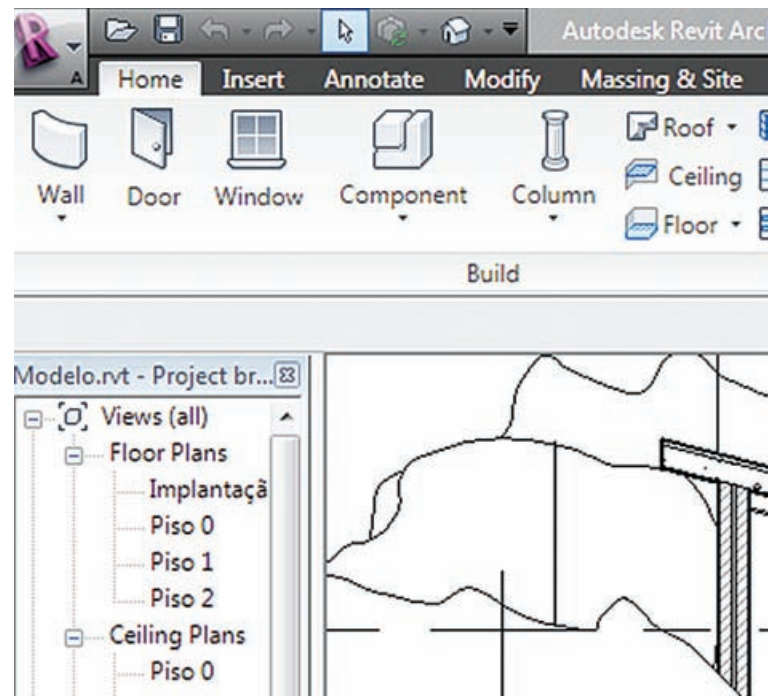 Autodesk Revit Arc
A
Home Insert Annotate Modify Massing & Site
Wall Door Window Component Column Roof
Ceiling
Floor
Build
Modelo.rvt - Project br...
Views (all)
Floor Plans
Implantaçã
Piso 0
Piso 1
Piso 2
Ceiling Plans
Piso 0